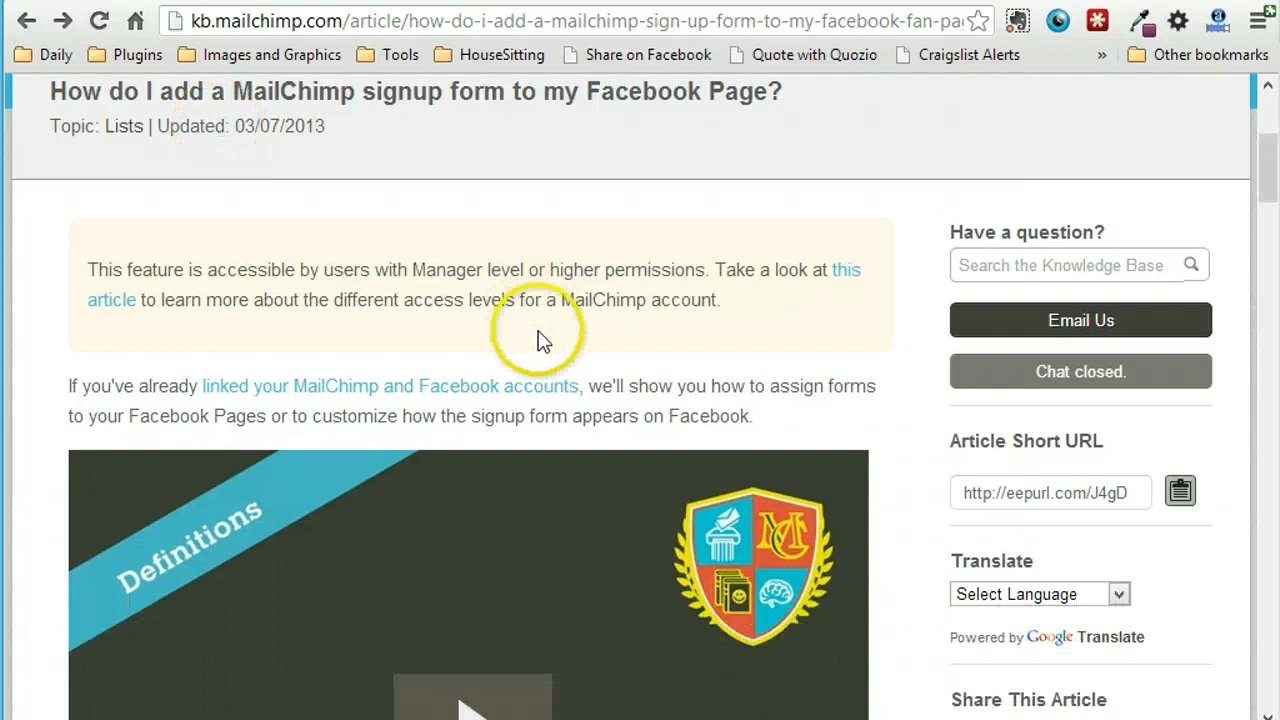 kb.mailchimp.com/article/how-do-i-add-a-mailchimp-sign-up-form-to-my-facebook-fan-pa
Daily Plugins Images and Graphics Tools HouseSitting Share on Facebook Quote with Quozio Craigslist Alerts » Other bookmarks
How do I add a MailChimp signup form to my Facebook Page?
Topic: Lists | Updated: 03/07/2013
This feature is accessible by users with Manager level or higher permissions. Take a look at this
article to learn more about the different access levels for a MailChimp account.
If you've already linked your MailChimp and Facebook accounts, we'll show you how to assign forms
to your Facebook Pages or to customize how the signup form appears on Facebook.
Definitions
MC
Have a question?
Search the Knowledge Base
Email Us
Chat closed.
Article Short URL
http://eepurl.com/J4gD
Translate
Select Language
Powered by Google Translate
Share This Article